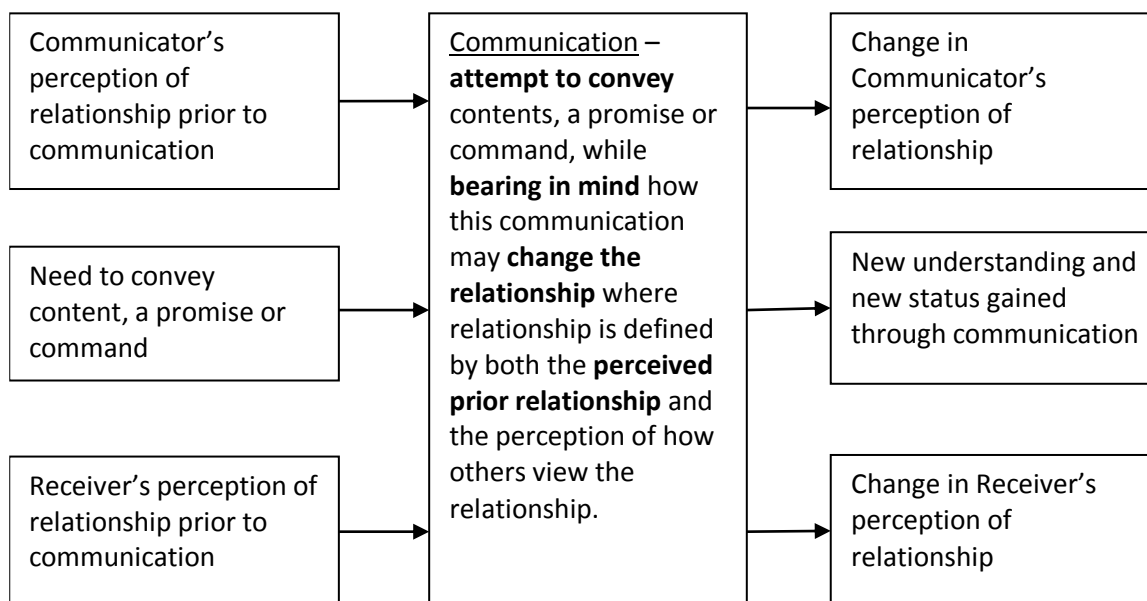 Communicator’s
perception of
relationship prior to
communication
Need to convey
content, a promise or
command
Receiver’s perception of
relationship prior to
communication
Communication –
attempt to convey
contents, a promise or
command, while
bearing in mind how
this communication
may change the
relationship where
relationship is defined
by both the perceived
prior relationship and
the perception of how
others view the
relationship.
Change in
Communicator’s
perception of
relationship
New understanding and
new status gained
through communication
Change in Receiver’s
perception of
relationship